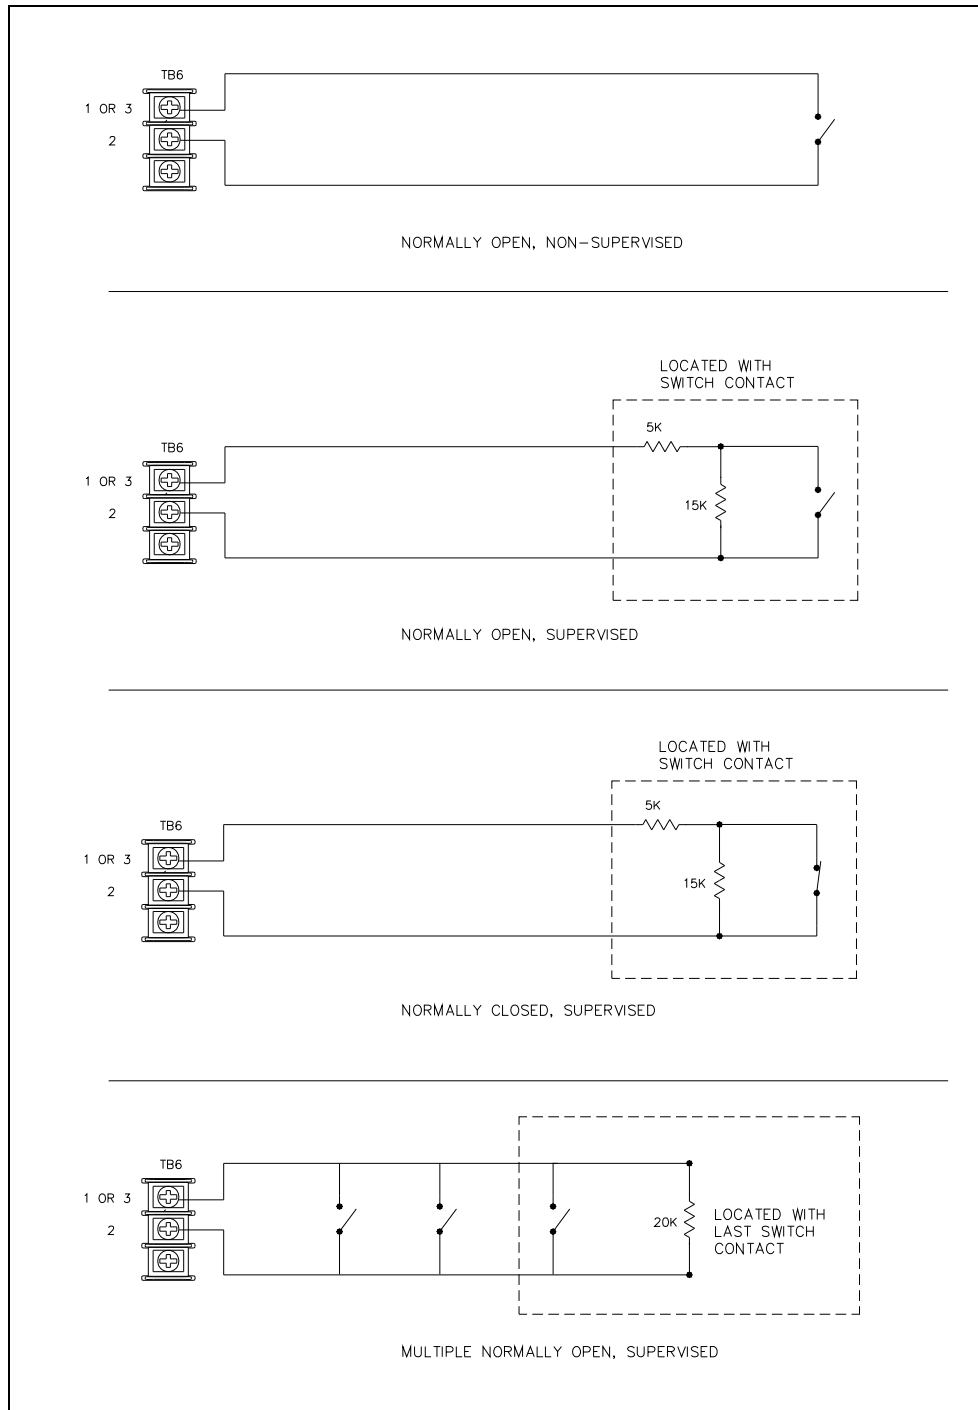 TB6
1 OR 3
2
NORMALLY OPEN, NON-SUPERVISED
LOCATED WITH
SWITCH CONTACT
5K
TB6
1 OR 3
15K
2
NORMALLY OPEN, SUPERVISED
LOCATED WITH
SWITCH CONTACT
5K
TB6
1 OR 3
15K
2
NORMALLY CLOSED, SUPERVISED
TB6
1 OR 3
2
20K
LOCATED WITH
LAST SWITCH
CONTACT
MULTIPLE NORMALLY OPEN, SUPERVISED